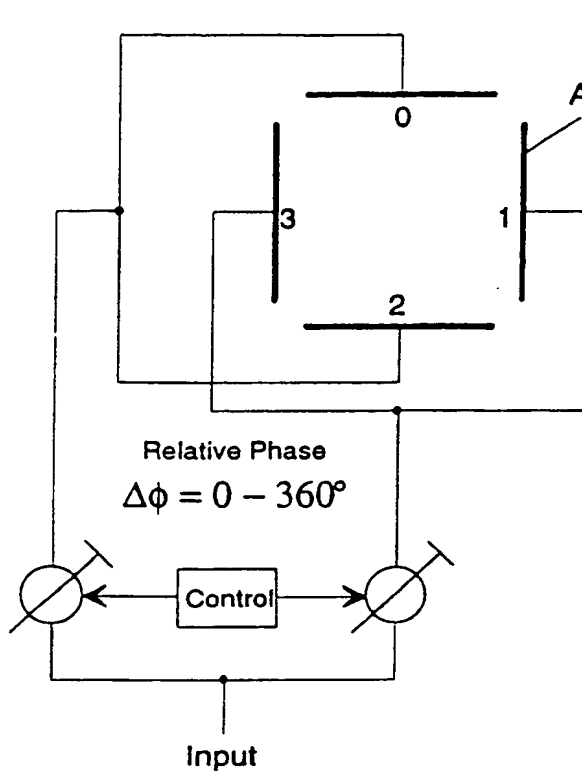 A
0
3
1
2
Relative Phase
Δϕ = 0 – 360°
Control
Input